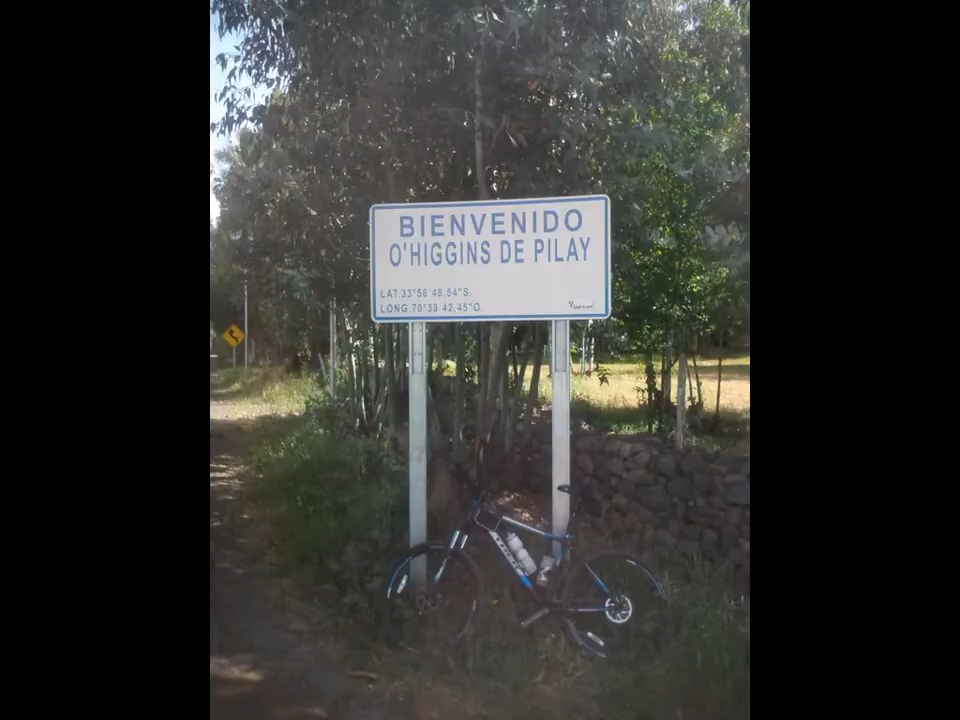 BIENVENIDO
O'HIGGINS DE PILAY
LAT.33°56'48.54"S.
LONG.70°38'42.45"O.